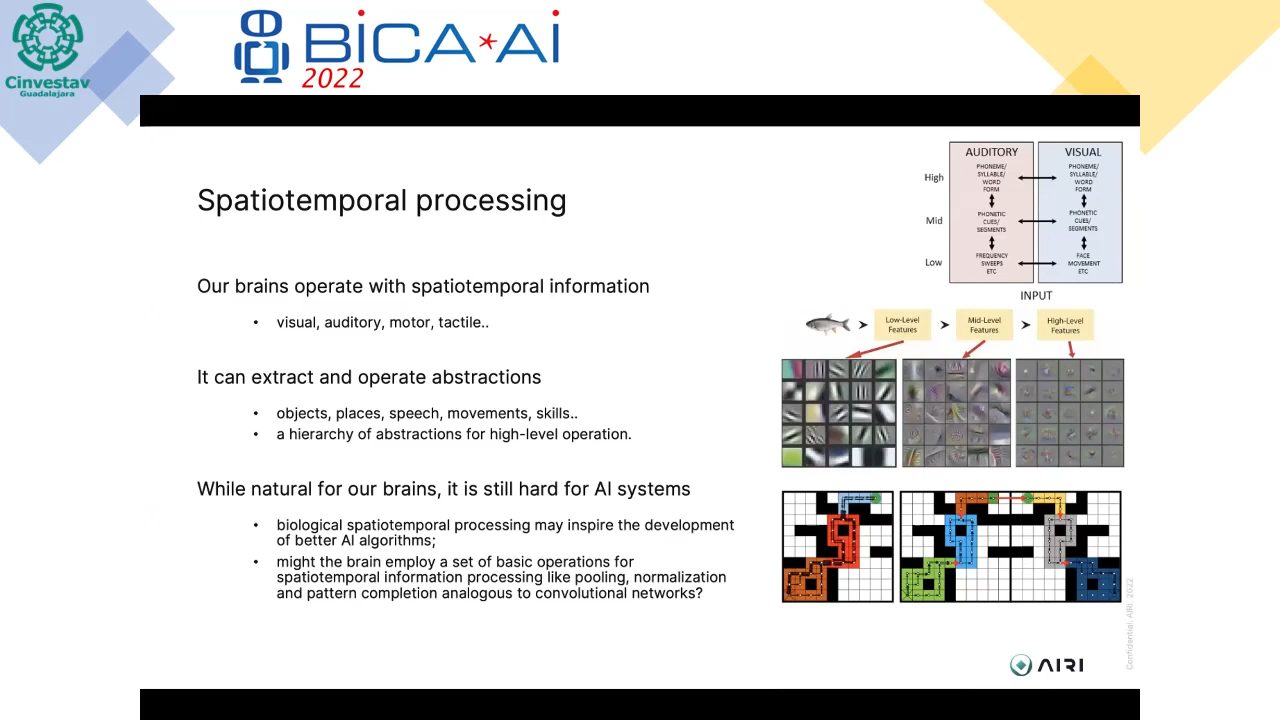 Cinvestav
Guadalajara
BiCA*Ai
2022
Spatiotemporal processing
Our brains operate with spatiotemporal information
• visual, auditory, motor, tactile..
It can extract and operate abstractions
• objects, places, speech, movements, skills..
• a hierarchy of abstractions for high-level operation.
While natural for our brains, it is still hard for AI systems
• biological spatiotemporal processing may inspire the development
of better AI algorithms;
• might the brain employ a set of basic operations for
spatiotemporal information processing like pooling, normalization
and pattern completion analogous to convolutional networks?
AUDITORY
VISUAL
High
PHONEME/
SYLLABLE/
WORD
FORM
PHONEME/
SYLLABLE/
WORD
FORM
Mid
PHONETIC
CUES/
SEGMENTS
PHONETIC
CUES/
SEGMENTS
Low
FREQUENCY
SWEEPS
ETC
FACE
MOVEMENT
ETC
INPUT
Low-Level
Features
Mid-Level
Features
High-Level
Features
Confidential, AIRI, 2022
AIRI